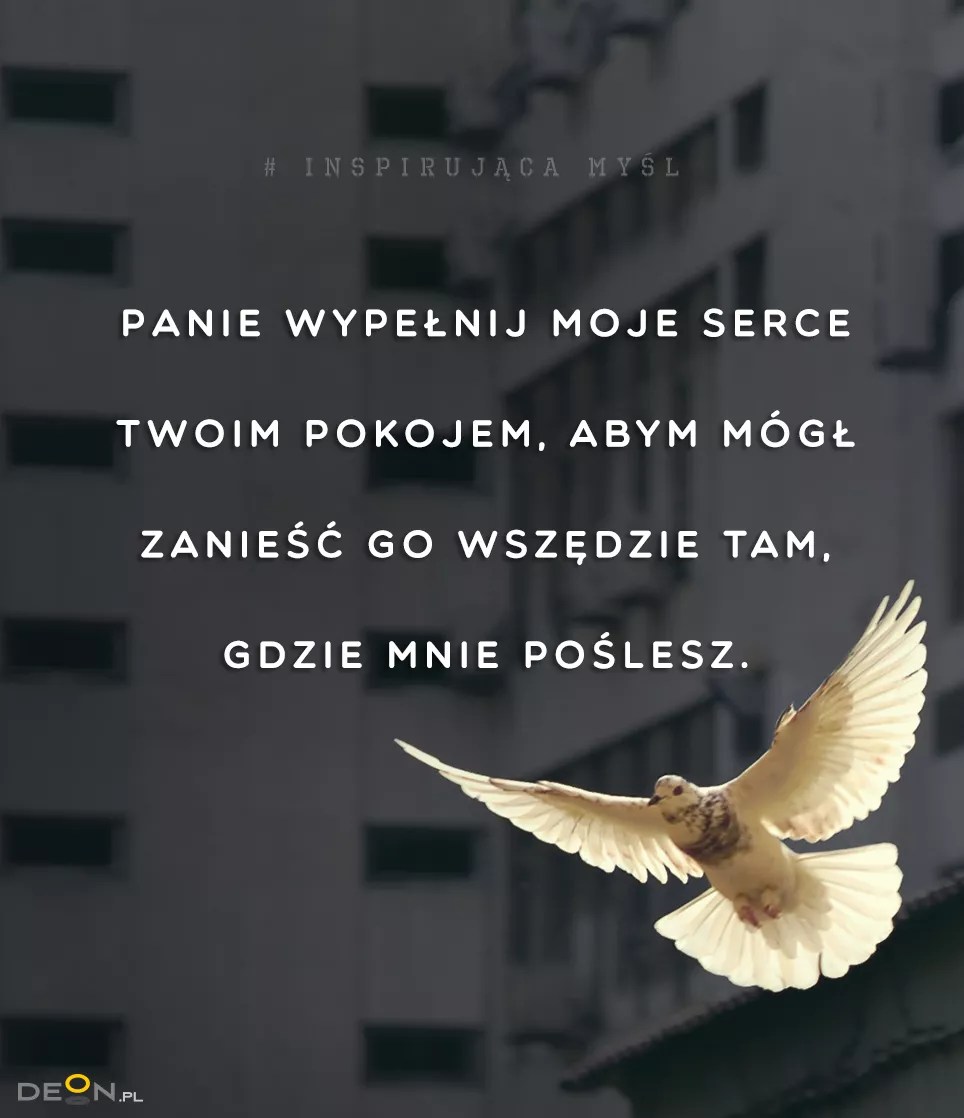 # INSPIRUJĄCA MYŚL
PANIE WYPEŁNIJ MOJE SERCE
TWOIM POKOJEM, ABYM MÓGŁ
ZANIEŚĆ GO WSZĘDZIE TAM,
GDZIE MNIE POŚLESZ.
DEON.PL